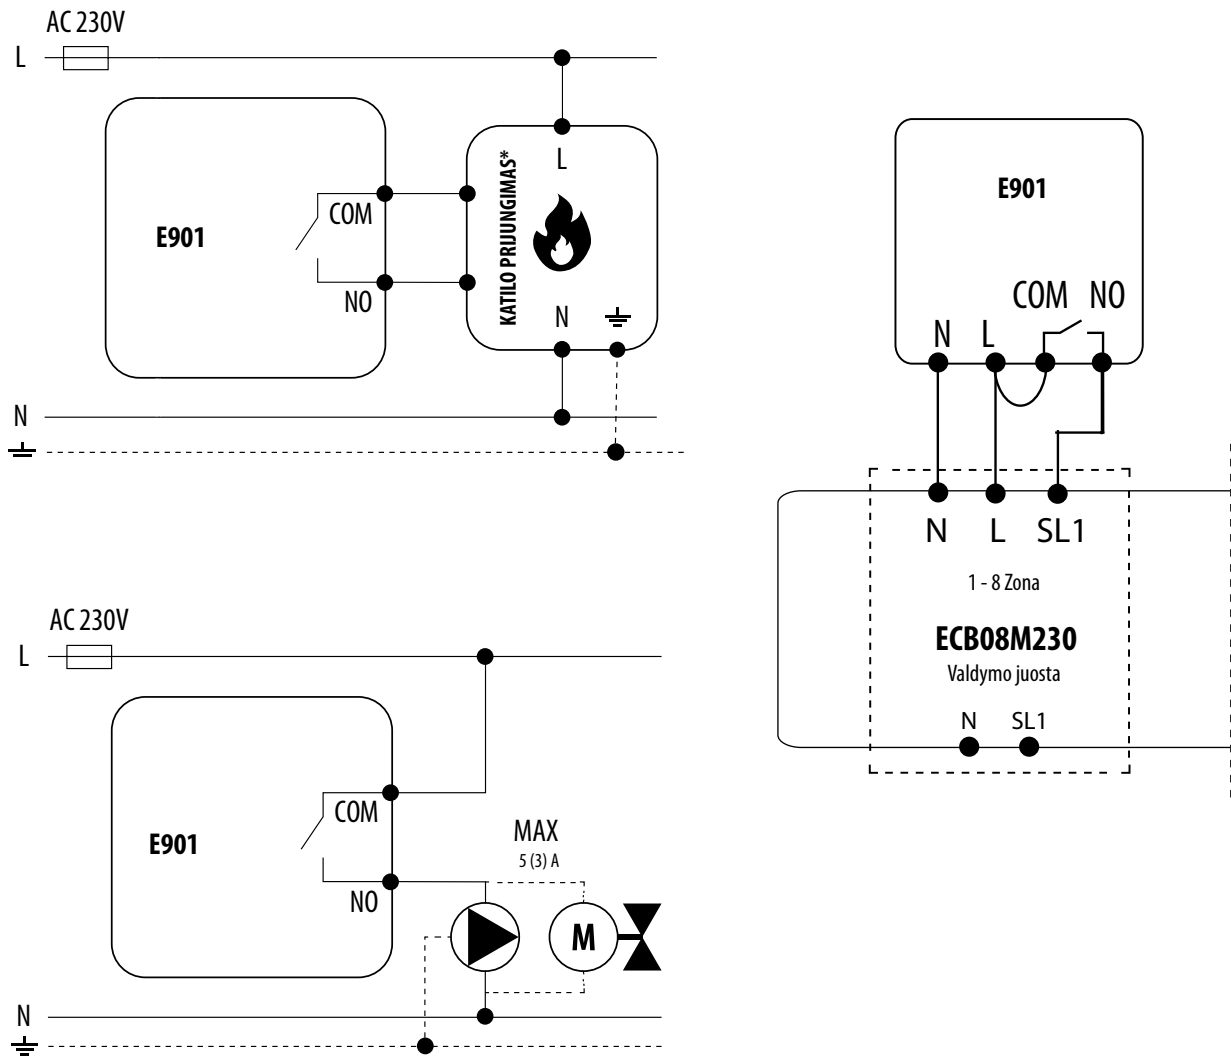 AC 230V
L
E901
COM
NO
KATILO PRIJUNGIMAS*
L
N
N
E901
COM NO
N L
N L SL1
1 - 8 Zona
ECB08M230
Valdymo juosta
N SL1
AC 230V
L
E901
COM
NO
MAX
5 (3) A
M
N